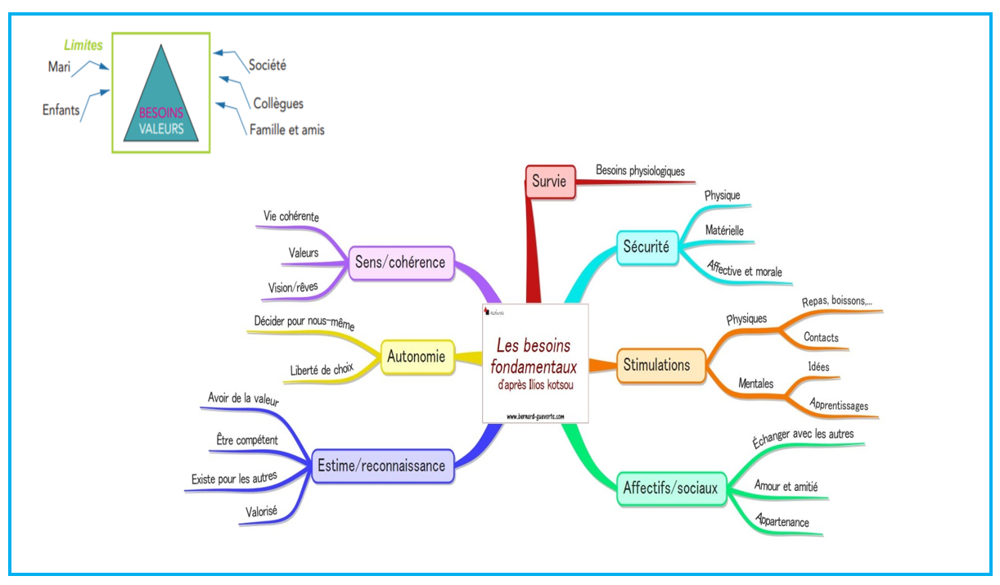 Limites
Mari
Enfants
BESOINS
VALEURS
Société
Collègues
Famille et amis
Survie
Besoins physiologiques
Sécurité
Physique
Matérielle
Affective et morale
Stimulations
Physiques
Repas, boissons,...
Contacts
Mentales
Idées
Apprentissages
Affectifs/sociaux
Échanger avec les autres
Amour et amitié
Appartenance
Sens/cohérence
Vie cohérente
Valeurs
Vision/rêves
Autonomie
Décider pour nous-même
Liberté de choix
Estime/reconnaissance
Avoir de la valeur
Être compétent
Existe pour les autres
Valorisé
Les besoins
fondamentaux
d'après Ilios kotsou
www.bernard-gueverts.com